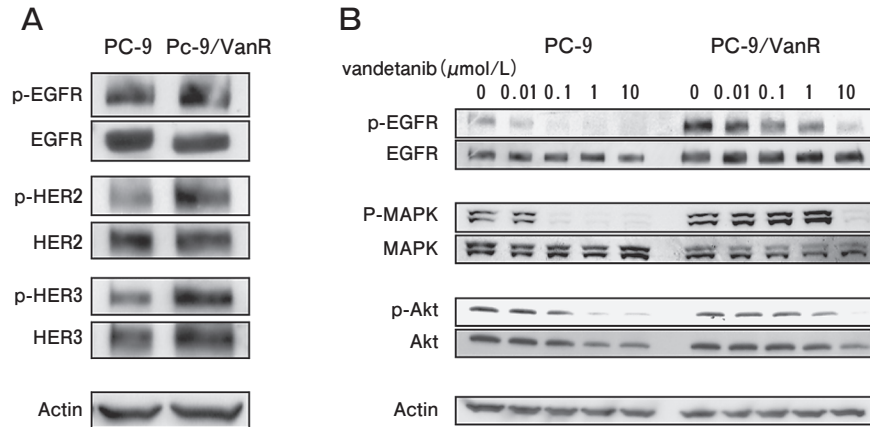 A
PC-9 Pc-9/VanR
p-EGFR
EGFR
p-HER2
HER2
p-HER3
HER3
Actin
B
PC-9 PC-9/VanR
vandetanib(μmol/L)
0 0.01 0.1 1 10 0 0.01 0.1 1 10
p-EGFR
EGFR
P-MAPK
MAPK
p-Akt
Akt
Actin